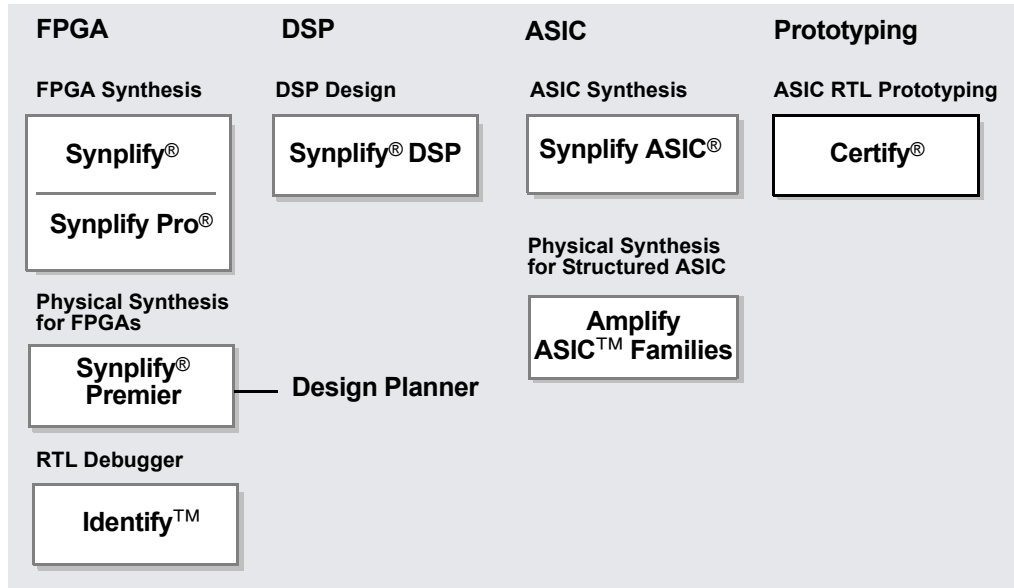 FPGA
FPGA Synthesis
Synplify®
Synplify Pro®
Physical Synthesis
for FPGAs
Synplify®
Premier
Design Planner
RTL Debugger
Identify™
DSP
DSP Design
Synplify® DSP
ASIC
ASIC Synthesis
Synplify ASIC®
Physical Synthesis
for Structured ASIC
Amplify
ASIC™ Families
Prototyping
ASIC RTL Prototyping
Certify®